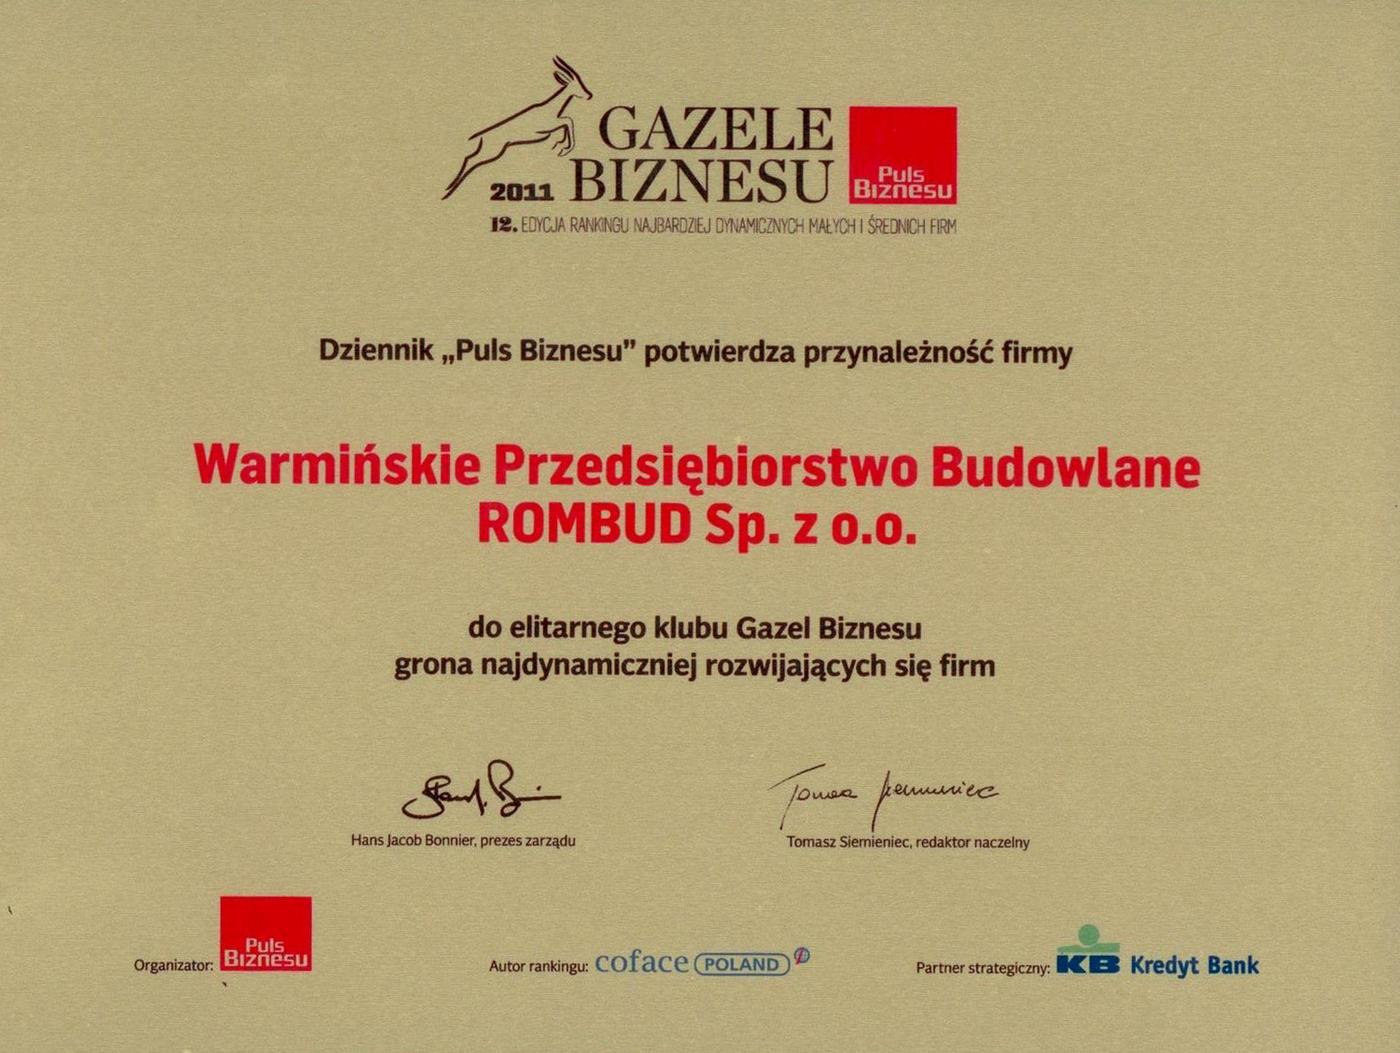 GAZELE
2011 BIZNESU
Puls
Biznesu
12. EDYCJA RANKINGU NAJBARDZIEJ DYNAMICZNYCH MAŁYCH I ŚREDNICH FIRM
Dziennik „Puls Biznesu” potwierdza przynależność firmy
Warmińskie Przedsiębiorstwo Budowlane
ROMBUD Sp. z o.o.
do elitarnego klubu Gazel Biznesu
grona najdynamiczniej rozwijających się firm
Hans Jacob Bonnier, prezes zarządu
Tomasz Siemieniec, redaktor naczelny
Organizator: Puls Biznesu
Autor rankingu: coface POLAND
Partner strategiczny: KB Kredyt Bank